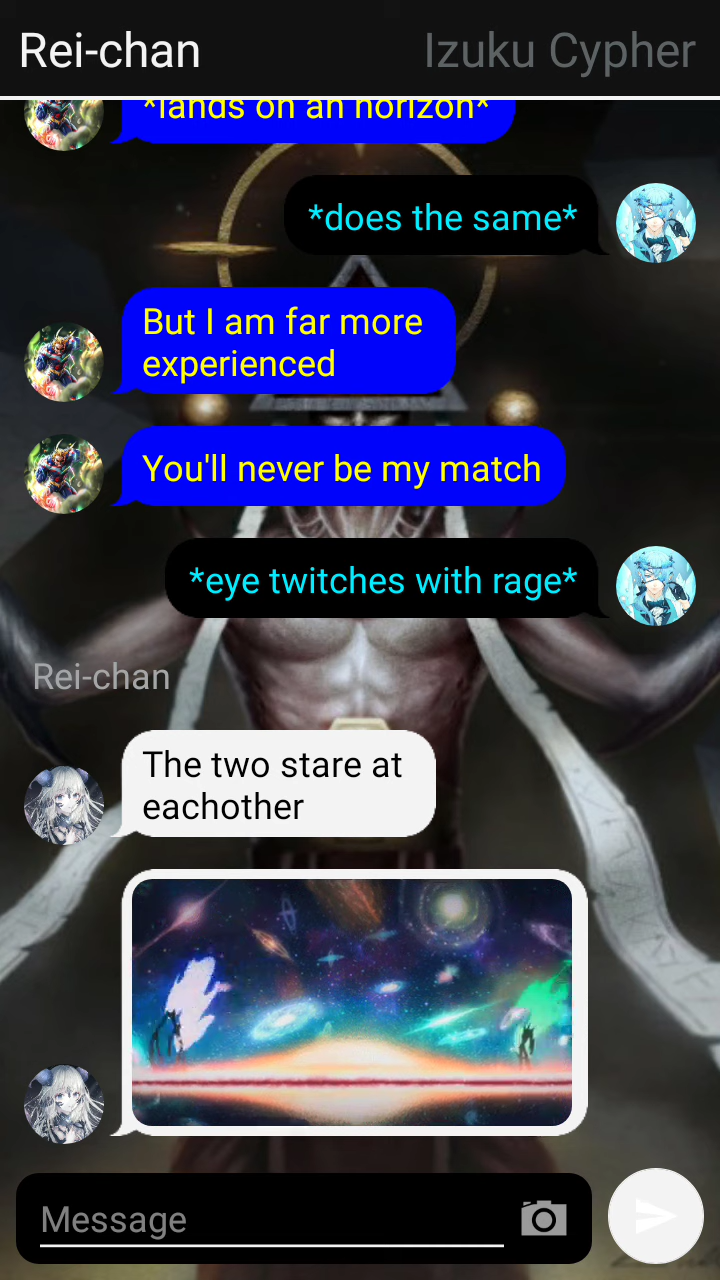 Rei-chan
Izuku Cypher
*lands on an horizon*
*does the same*
But I am far more
experienced
You'll never be my match
*eye twitches with rage*
Rei-chan
The two stare at
eachother
Message